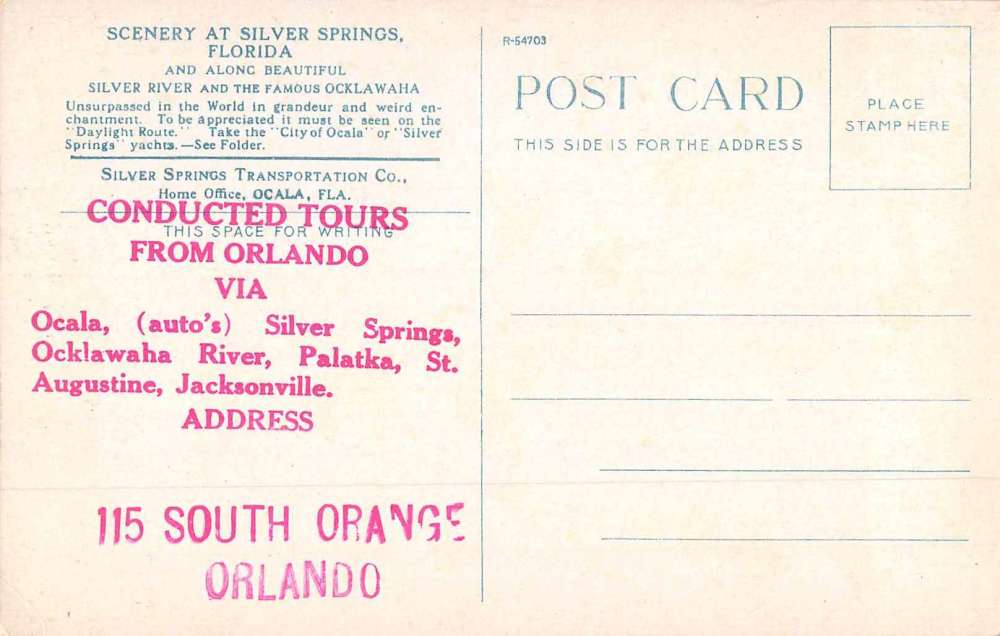 SCENERY AT SILVER SPRINGS,
FLORIDA
AND ALONG BEAUTIFUL
SILVER RIVER AND THE FAMOUS OCKLAWAHA
Unsurpassed in the World in grandeur and weird en-
chantment. To be appreciated it must be seen on the
"Daylight Route." Take the "City of Ocala" or "Silver
Springs" yachts.—See Folder.
SILVER SPRINGS TRANSPORTATION CO.,
Home Office, OCALA, FLA.
CONDUCTED TOURS
THIS SPACE FOR WRITING
FROM ORLANDO
VIA
Ocala, (auto's) Silver Springs,
Ocklawaha River, Palatka, St.
Augustine, Jacksonville.
ADDRESS
115 SOUTH ORANGE
ORLANDO
R-54703
POST CARD
THIS SIDE IS FOR THE ADDRESS
PLACE
STAMP HERE